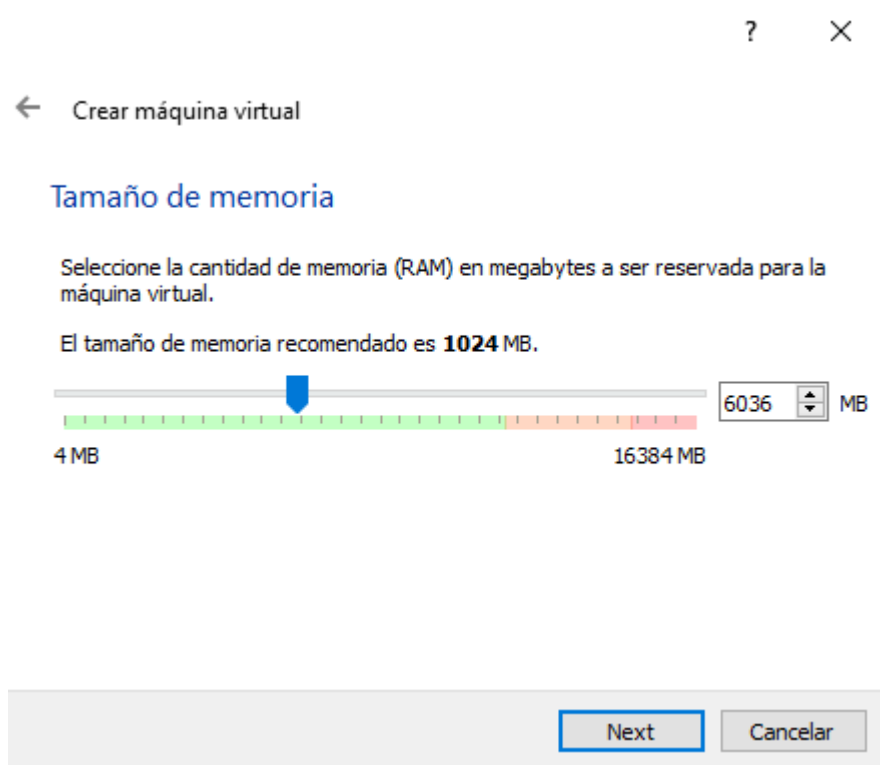 ?
Crear máquina virtual
Tamaño de memoria
Seleccione la cantidad de memoria (RAM) en megabytes a ser reservada para la
máquina virtual.
El tamaño de memoria recomendado es 1024 MB.
6036 MB
4 MB 16384 MB
Next Cancelar